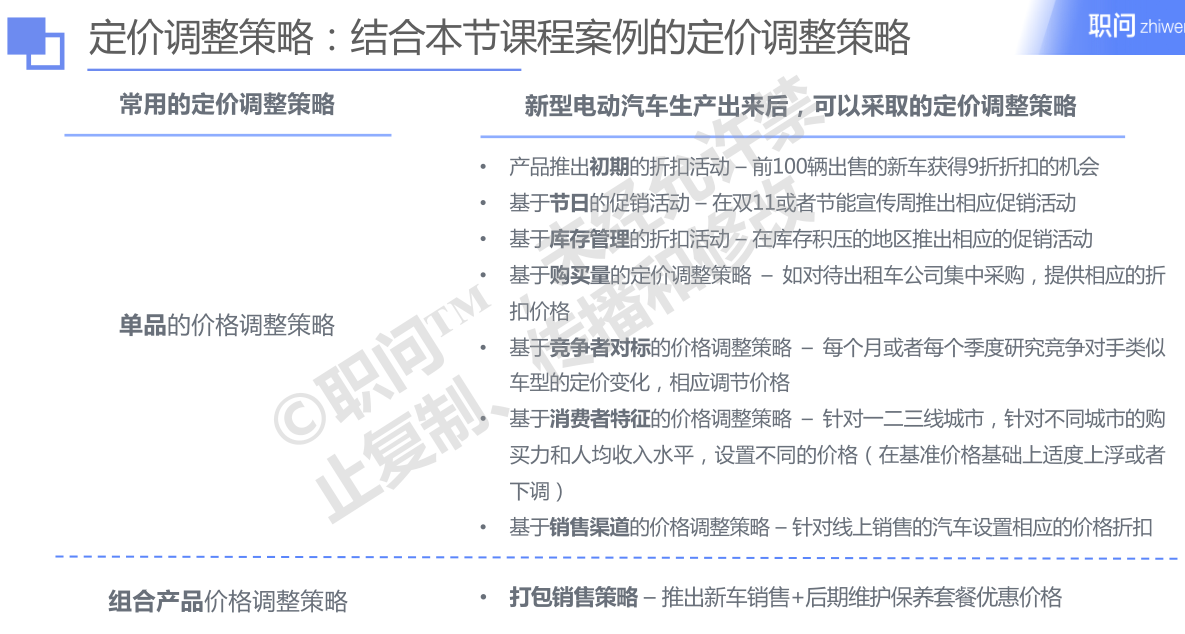 定价调整策略：结合本节课程案例的定价调整策略
职问 zhiwen
常用的定价调整策略
新型电动汽车生产出来后，可以采取的定价调整策略
• 产品推出初期的折扣活动 – 前100辆出售的新车获得9折折扣的机会
• 基于节日的促销活动 – 在双11或者节能宣传周推出相应促销活动
• 基于库存管理的折扣活动 – 在库存积压的地区推出相应的促销活动
• 基于购买量的定价调整策略 – 如对待出租车公司集中采购，提供相应的折
扣价格
单品的价格调整策略
• 基于竞争者对标的价格调整策略 – 每个月或者每个季度研究竞争对手类似
车型的定价变化，相应调节价格
• 基于消费者特征的价格调整策略 – 针对一二三线城市，针对不同城市的购
买力和人均收入水平，设置不同的价格（在基准价格基础上适度上浮或者
下调）
• 基于销售渠道的价格调整策略 – 针对线上销售的汽车设置相应的价格折扣
组合产品价格调整策略
• 打包销售策略 – 推出新车销售+后期维护保养套餐优惠价格
©职问™ 未经允许禁
止复制、传播和修改